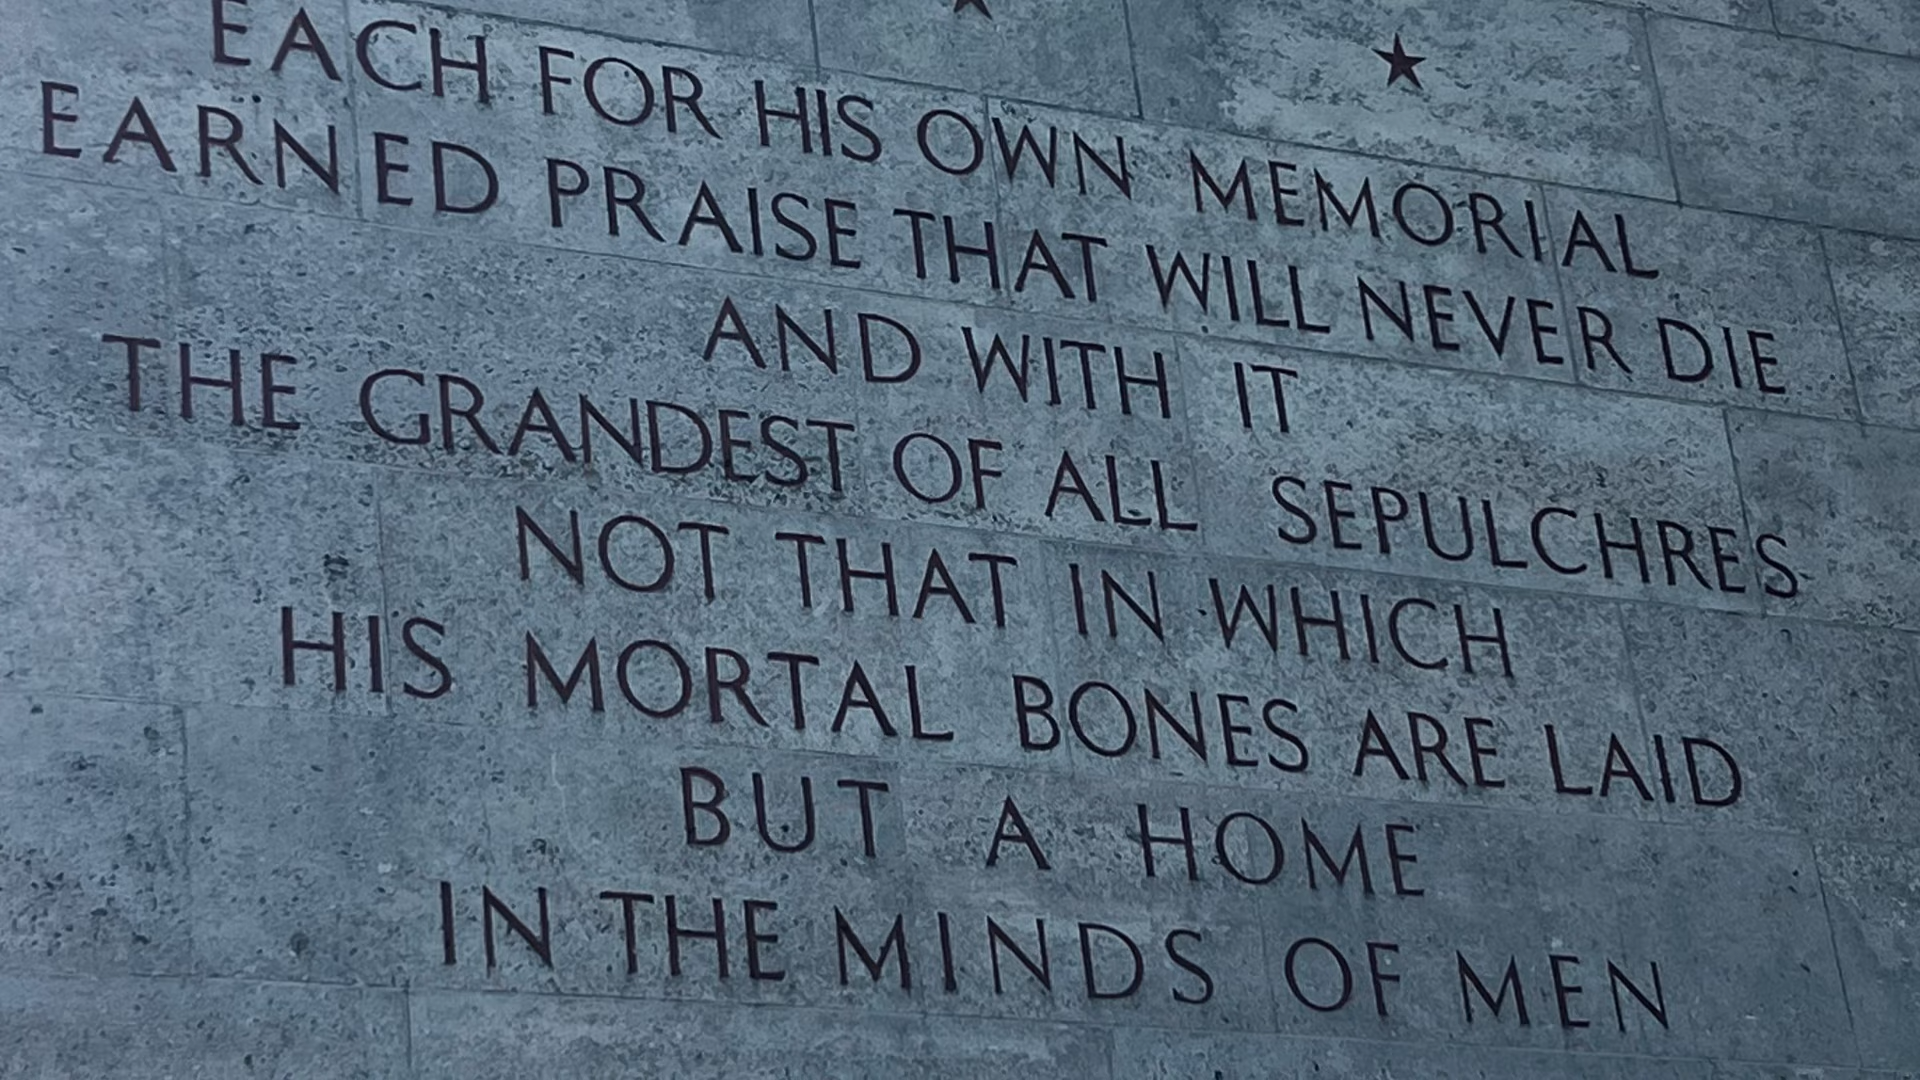 EACH FOR HIS OWN MEMORIAL
EARNED PRAISE THAT WILL NEVER DIE
AND WITH IT
THE GRANDEST OF ALL SEPULCHRES
NOT THAT IN WHICH
HIS MORTAL BONES ARE LAID
BUT A HOME
IN THE MINDS OF MEN